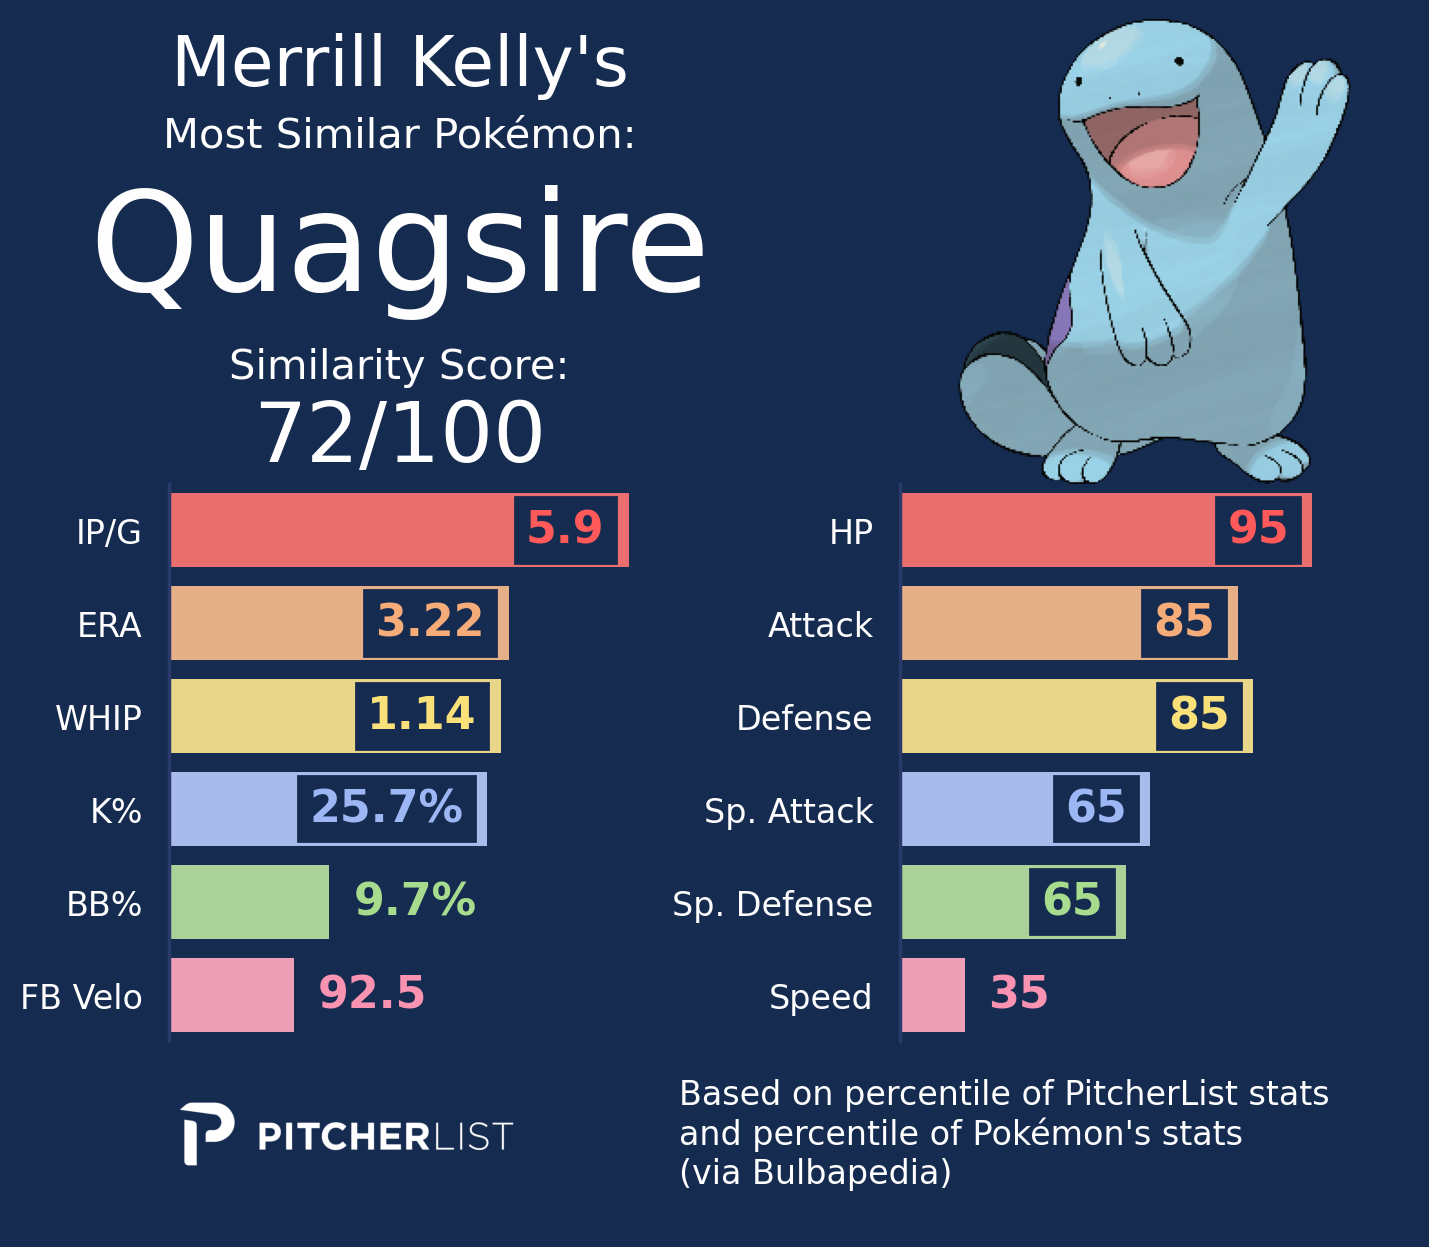 Merrill Kelly's
Most Similar Pokémon:
Quagsire
Similarity Score:
72/100
IP/G 5.9
ERA 3.22
WHIP 1.14
K% 25.7%
BB% 9.7%
FB Velo 92.5
HP 95
Attack 85
Defense 85
Sp. Attack 65
Sp. Defense 65
Speed 35
PITCHERLIST
Based on percentile of PitcherList stats
and percentile of Pokémon's stats
(via Bulbapedia)